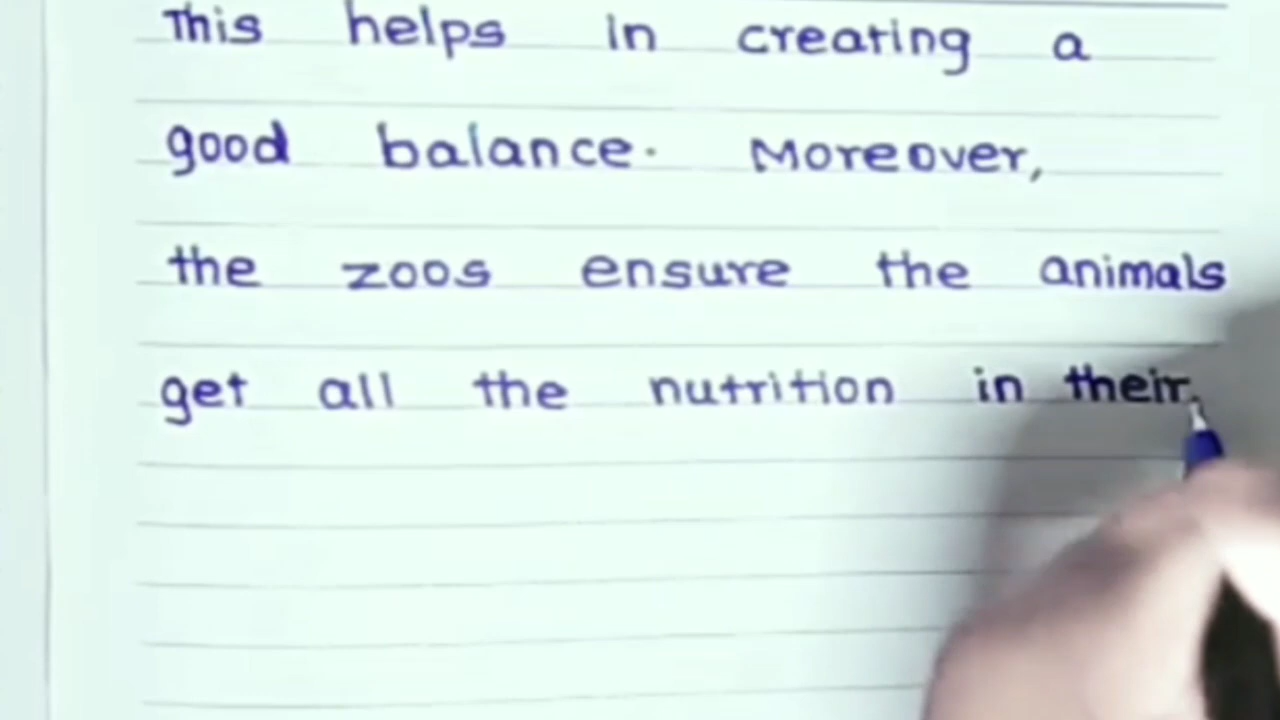 This helps in creating a
good balance. Moreover,
the zoos ensure the animals
get all the nutrition in their